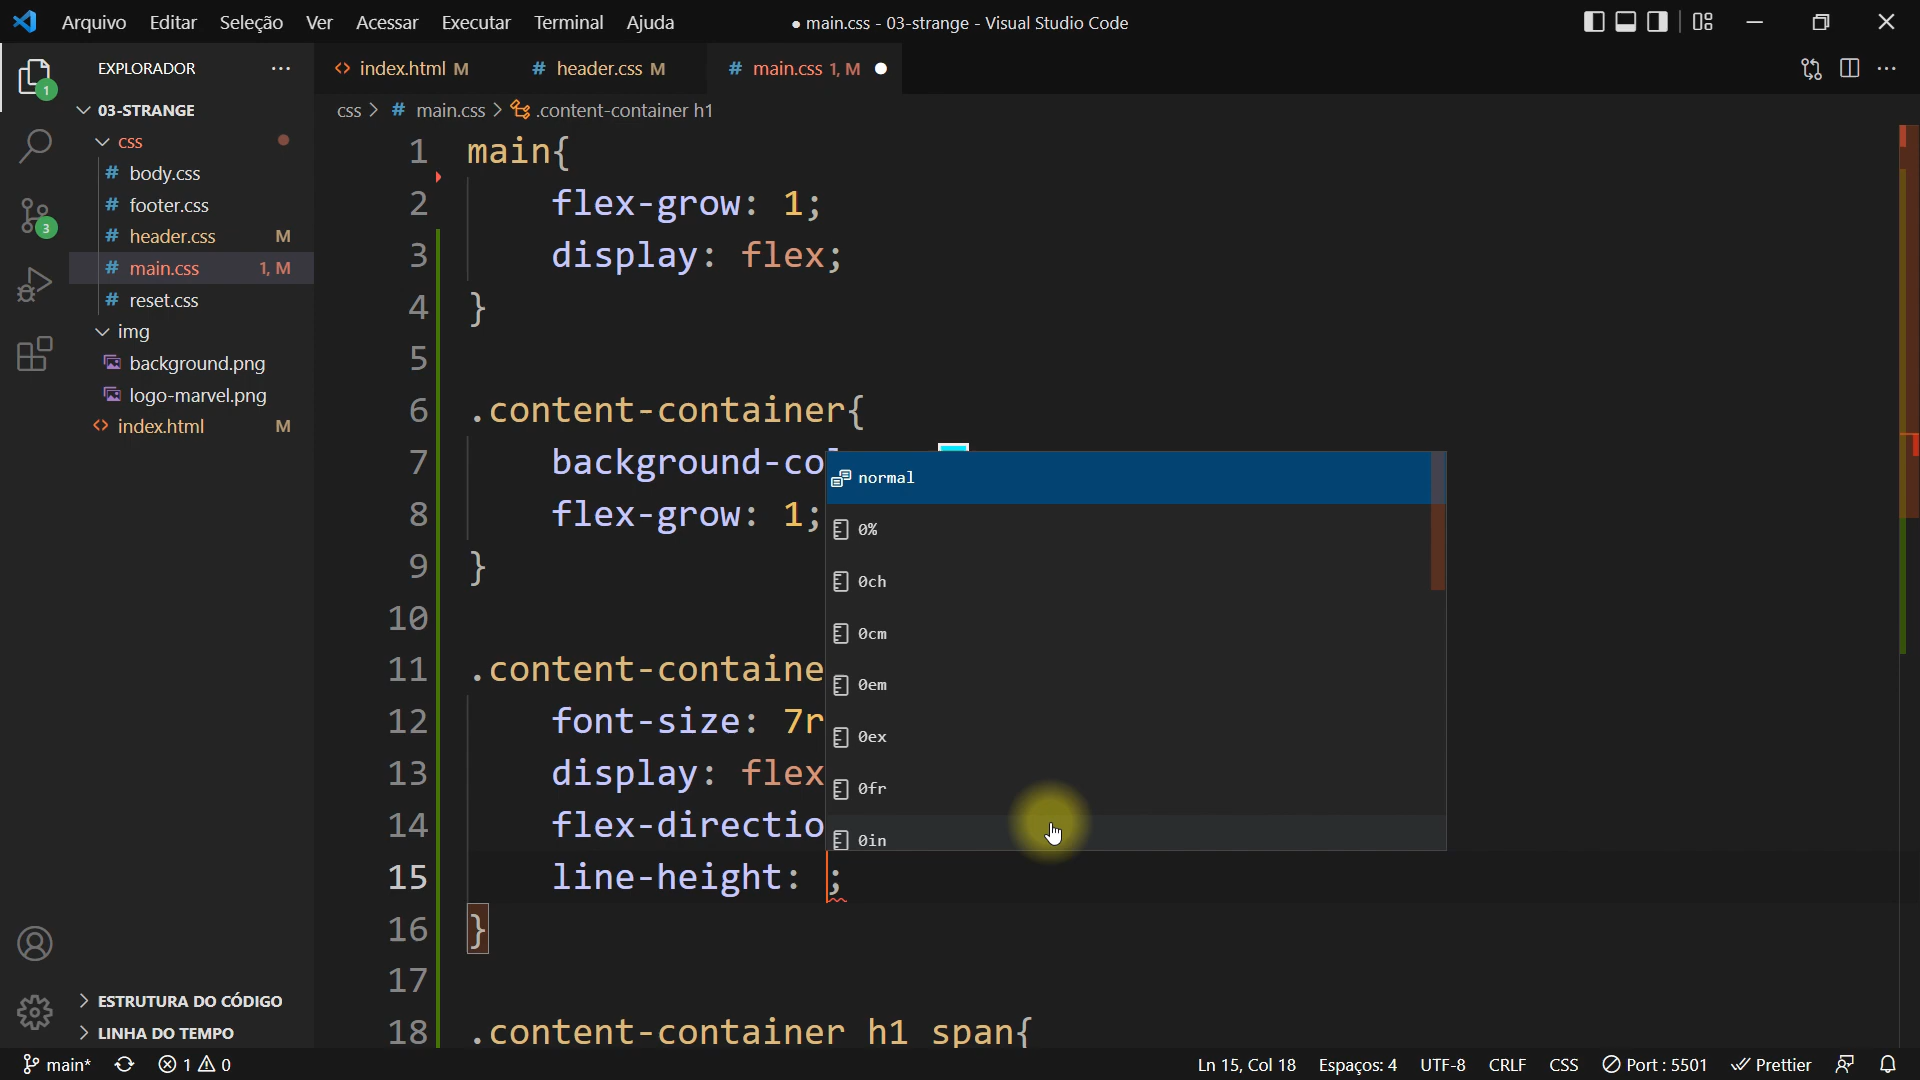 Arquivo Editar Seleção Ver Acessar Executar Terminal Ajuda
● main.css - 03-strange - Visual Studio Code
EXPLORADOR ...
03-STRANGE
css
# body.css
# footer.css
# header.css M
# main.css 1, M
# reset.css
img
background.png
logo-marvel.png
<> index.html M
ESTRUTURA DO CÓDIGO
LINHA DO TEMPO
1
3
<> index.html M # header.css M # main.css 1, M ●
css > # main.css > .content-container h1
1 main{
2 flex-grow: 1;
3 display: flex;
4 }
5
6 .content-container{
7 background-co
8 flex-grow: 1;
9 }
10
11 .content-containe
12 font-size: 7r
13 display: flex
14 flex-directio
15 line-height: ;
16 }
17
18 .content-container h1 span{
normal
0%
0ch
0cm
0em
0ex
0fr
0in
main* 1 0 Ln 15, Col 18 Espaços: 4 UTF-8 CRLF CSS Port : 5501 Prettier